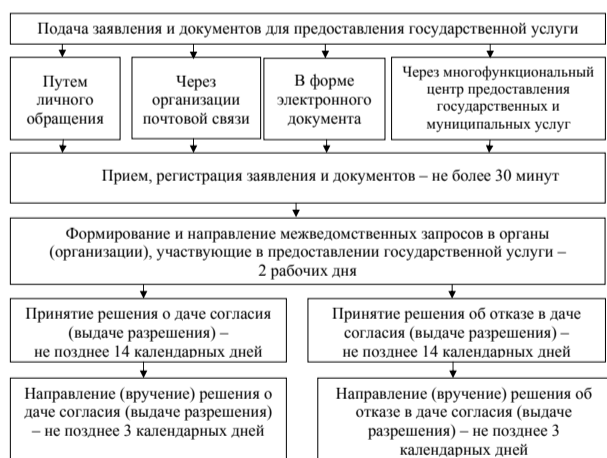 Подача заявления и документов для предоставления государственной услуги
Путем
личного
обращения
Через
организации
почтовой связи
В форме
электронного
документа
Через многофункциональный
центр предоставления
государственных и
муниципальных услуг
Прием, регистрация заявления и документов – не более 30 минут
Формирование и направление межведомственных запросов в органы
(организации), участвующие в предоставлении государственной услуги –
2 рабочих дня
Принятие решения о даче согласия
(выдаче разрешения) –
не позднее 14 календарных дней
Принятие решения об отказе в даче
согласия (выдаче разрешения) –
не позднее 14 календарных дней
Направление (вручение) решения о
даче согласия (выдаче разрешения)
– не позднее 3 календарных дней
Направление (вручение) решения об
отказе в даче согласия (выдаче
разрешения) – не позднее 3
календарных дней